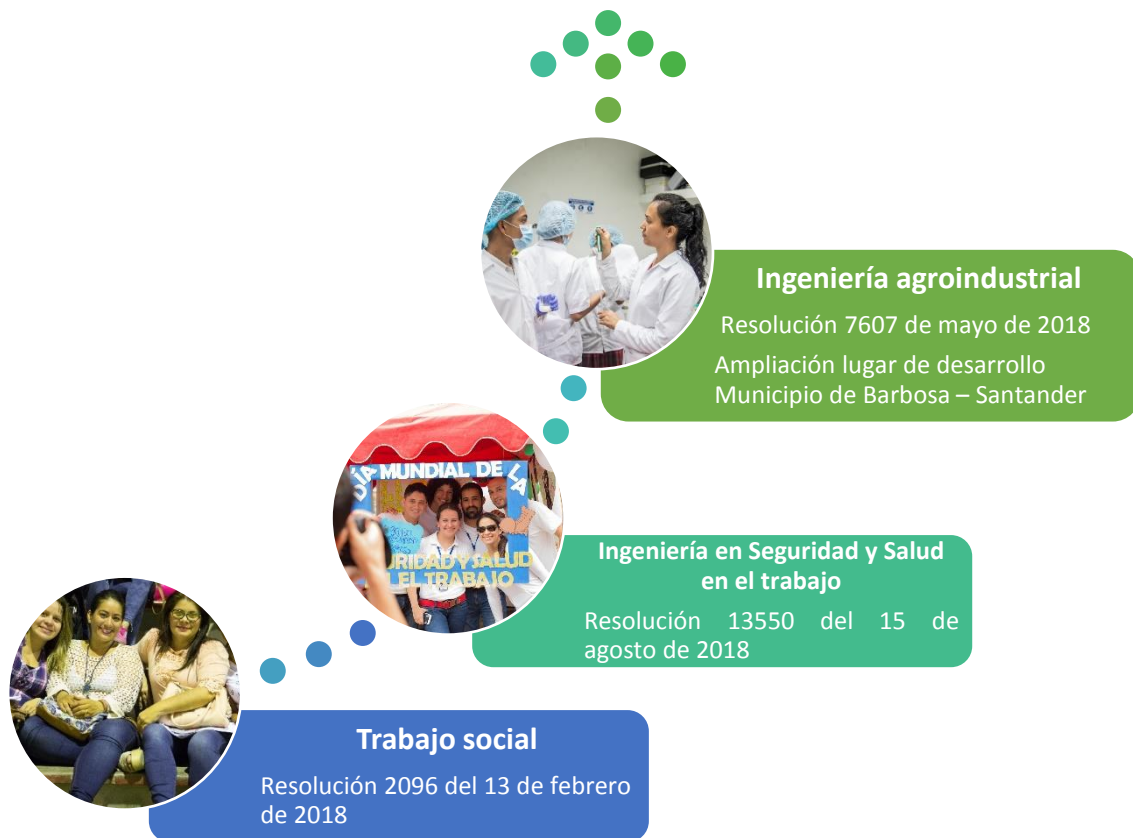 Ingeniería agroindustrial
Resolución 7607 de mayo de 2018
Ampliación lugar de desarrollo
Municipio de Barbosa – Santander
DÍA MUNDIAL DE LA
URIDAD Y SALUD
EL TRABAJO
Ingeniería en Seguridad y Salud
en el trabajo
Resolución 13550 del 15 de
agosto de 2018
Trabajo social
Resolución 2096 del 13 de febrero
de 2018